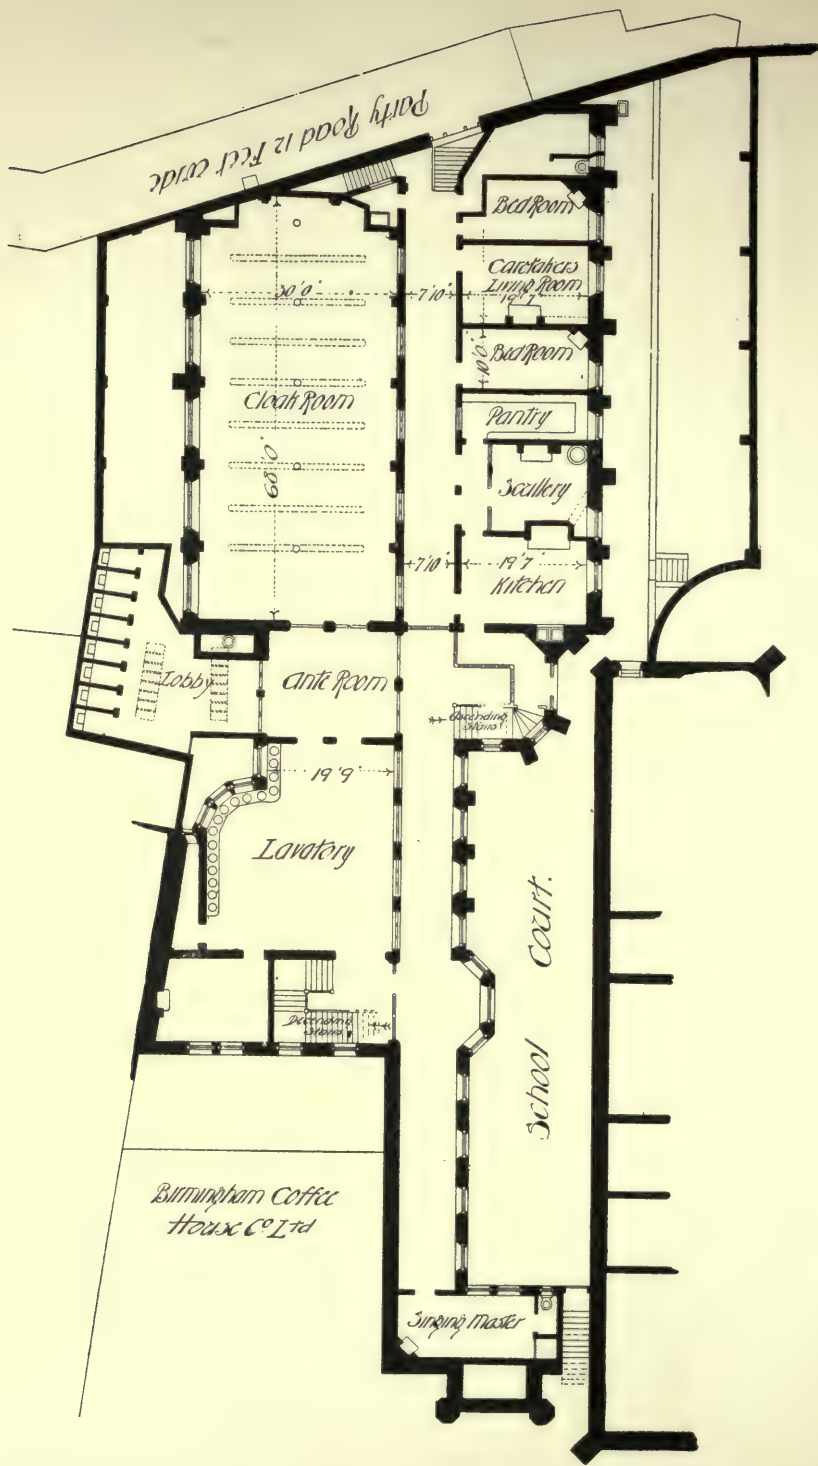 Party Road 12 Feet wide
Bed Room
Caretakers
Living Room
19'7"
30'.0"
7'10"
Bed Room
10'.0"
Cloak Room
68'.0"
Pantry
Scullery
7'10"
19'7"
Kitchen
Lobby
Ante Room
Ascending
Stairs
19'.9"
Lavatory
School Court.
Decending
Stairs
Birmingham Coffee
House Co Ltd
Singing Master